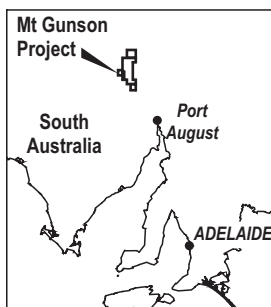 Mt Gunson
Project
Port
August
South
Australia
ADELAIDE